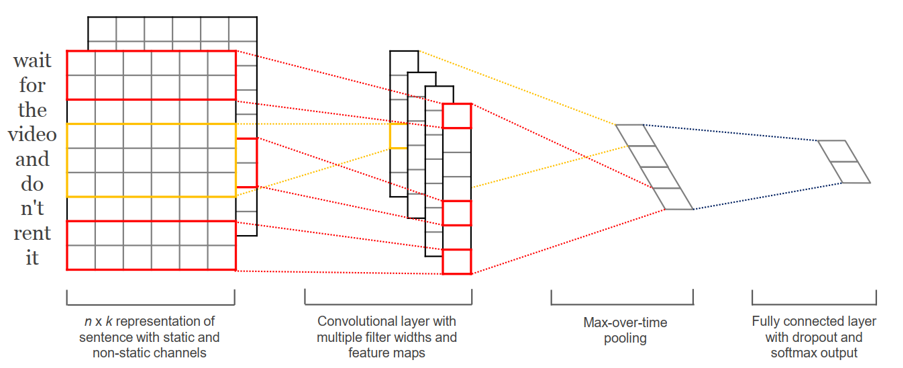 wait
for
the
video
and
do
n't
rent
it
n x k representation of
sentence with static and
non-static channels
Convolutional layer with
multiple filter widths and
feature maps
Max-over-time
pooling
Fully connected layer
with dropout and
softmax output